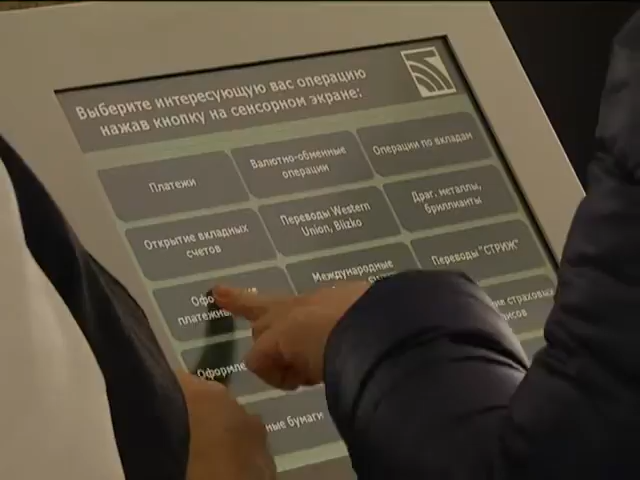 Выберите интересующую вас операцию
нажав кнопку на сенсорном экране:
Платежи
Валютно-обменные
операции
Операции по вкладам
Открытие вкладных
счетов
Переводы Western
Union, Blizko
Драг. металлы,
бриллианты
Международные
Переводы "СТРИЖ"
страховых
бумаги